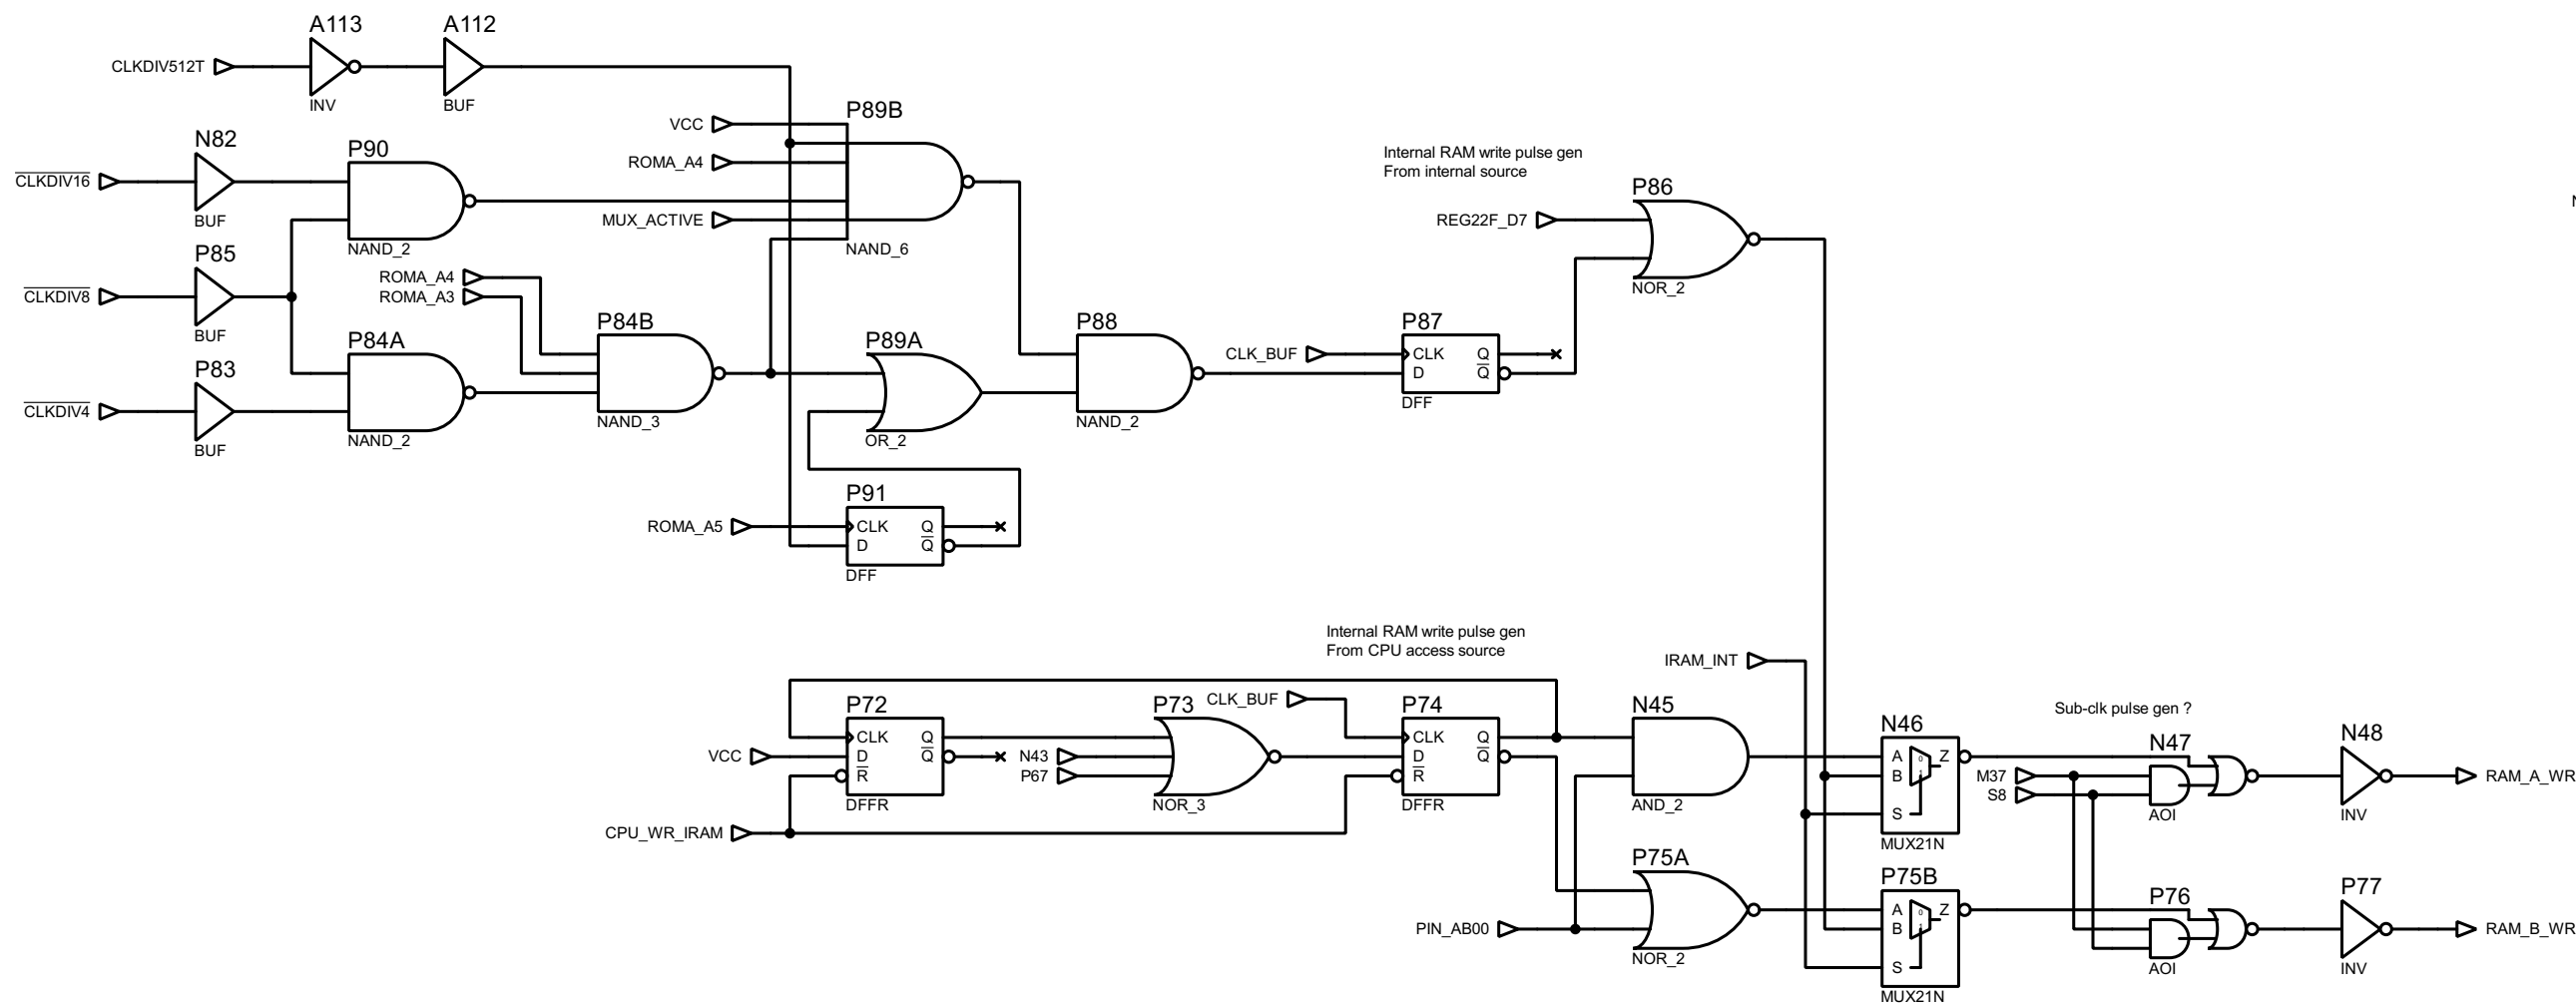 A113
A112
CLKDIV512T
INV
BUF
P89B
VCC
ROMA_A4
MUX_ACTIVE
NAND_6
N82
CLKDIV16
BUF
P90
NAND_2
P85
CLKDIV8
BUF
ROMA_A4
ROMA_A3
P83
CLKDIV4
BUF
P84A
NAND_2
P84B
NAND_3
P89A
OR_2
P88
NAND_2
P91
ROMA_A5
CLK Q
D Q
DFF
Internal RAM write pulse gen
From internal source
P86
REG22F_D7
NOR_2
P87
CLK_BUF
CLK Q
D Q
DFF
N
Internal RAM write pulse gen
From CPU access source
IRAM_INT
P72
VCC
CLK Q
D Q
R
DFFR
CPU_WR_IRAM
P73
N43
P67
NOR_3
CLK_BUF
P74
CLK Q
D Q
R
DFFR
N45
AND_2
P75A
PIN_AB00
NOR_2
N46
A Z
B
S
0
MUX21N
P75B
A Z
B
S
0
MUX21N
Sub-clk pulse gen ?
N47
M37
S8
AOI
N48
INV
RAM_A_WR
P76
AOI
P77
INV
RAM_B_WR